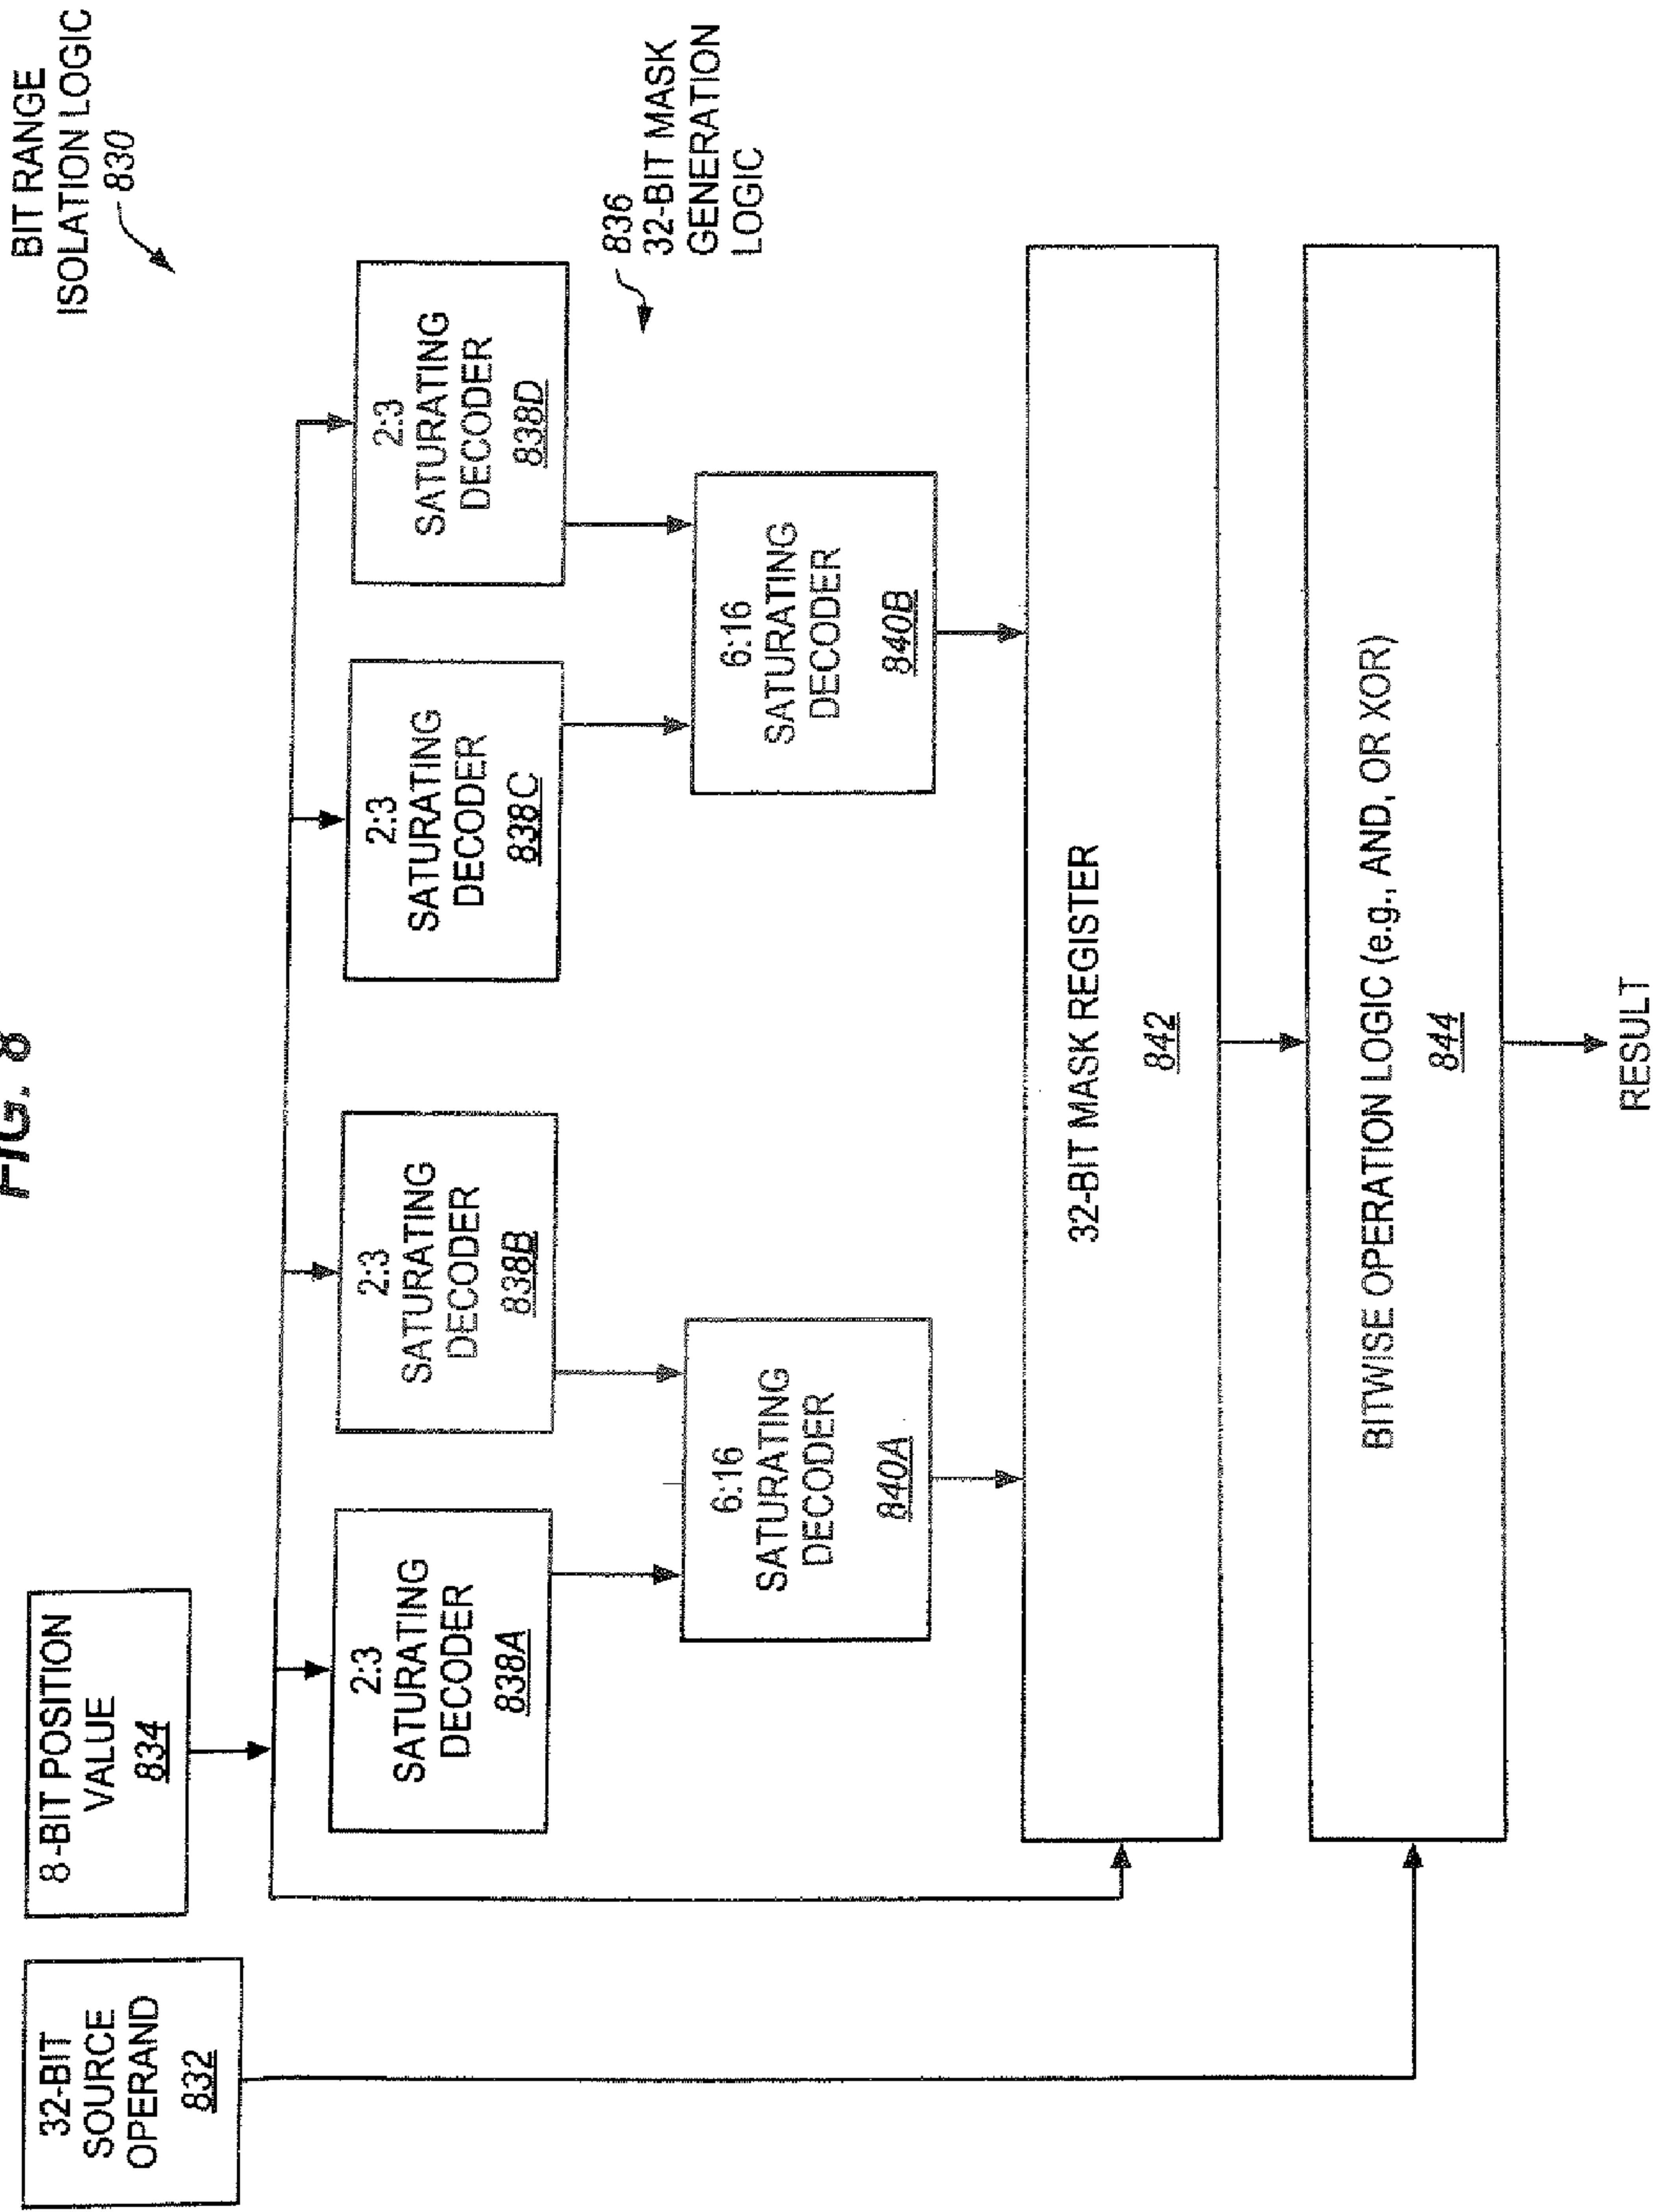 FIG. 8
BIT RANGE
ISOLATION LOGIC
830
32-BIT
SOURCE
OPERAND
832
8-BIT POSITION
VALUE
834
2:3
SATURATING
DECODER
838A
2:3
SATURATING
DECODER
838B
2:3
SATURATING
DECODER
838C
2:3
SATURATING
DECODER
838D
836
32-BIT MASK
GENERATION
LOGIC
6:16
SATURATING
DECODER
840A
6:16
SATURATING
DECODER
840B
32-BIT MASK REGISTER
842
BITWISE OPERATION LOGIC (e.g., AND, OR XOR)
844
RESULT